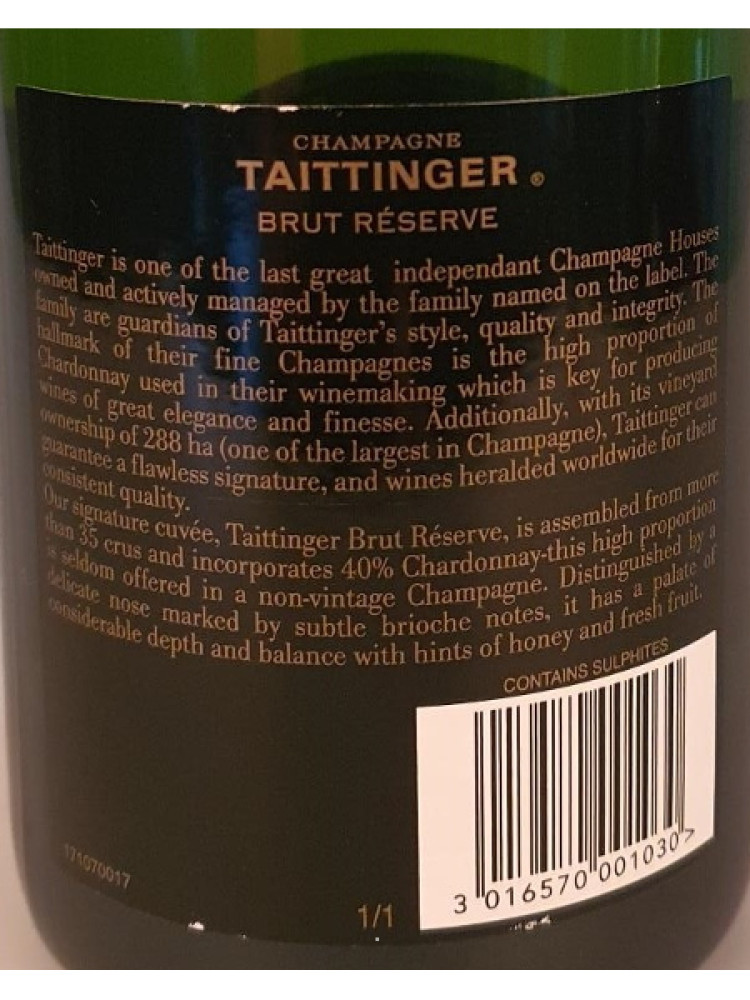 CHAMPAGNE
TAITTINGER®
BRUT RÉSERVE
Taittinger is one of the last great independant Champagne Houses
owned and actively managed by the family named on the label. The
family are guardians of Taittinger's style, quality and integrity. The
hallmark of their fine Champagnes is the high proportion of
Chardonnay used in their winemaking which is key for producing
wines of great elegance and finesse. Additionally, with its vineyard
ownership of 288 ha (one of the largest in Champagne), Taittinger can
guarantee a flawless signature, and wines heralded worldwide for their
consistent quality.
Our signature cuvée, Taittinger Brut Réserve, is assembled from more
than 35 crus and incorporates 40% Chardonnay-this high proportion
is seldom offered in a non-vintage Champagne. Distinguished by a
delicate nose marked by subtle brioche notes, it has a palate of
considerable depth and balance with hints of honey and fresh fruit.
CONTAINS SULPHITES
3 016570 001030>
171070017
1/1